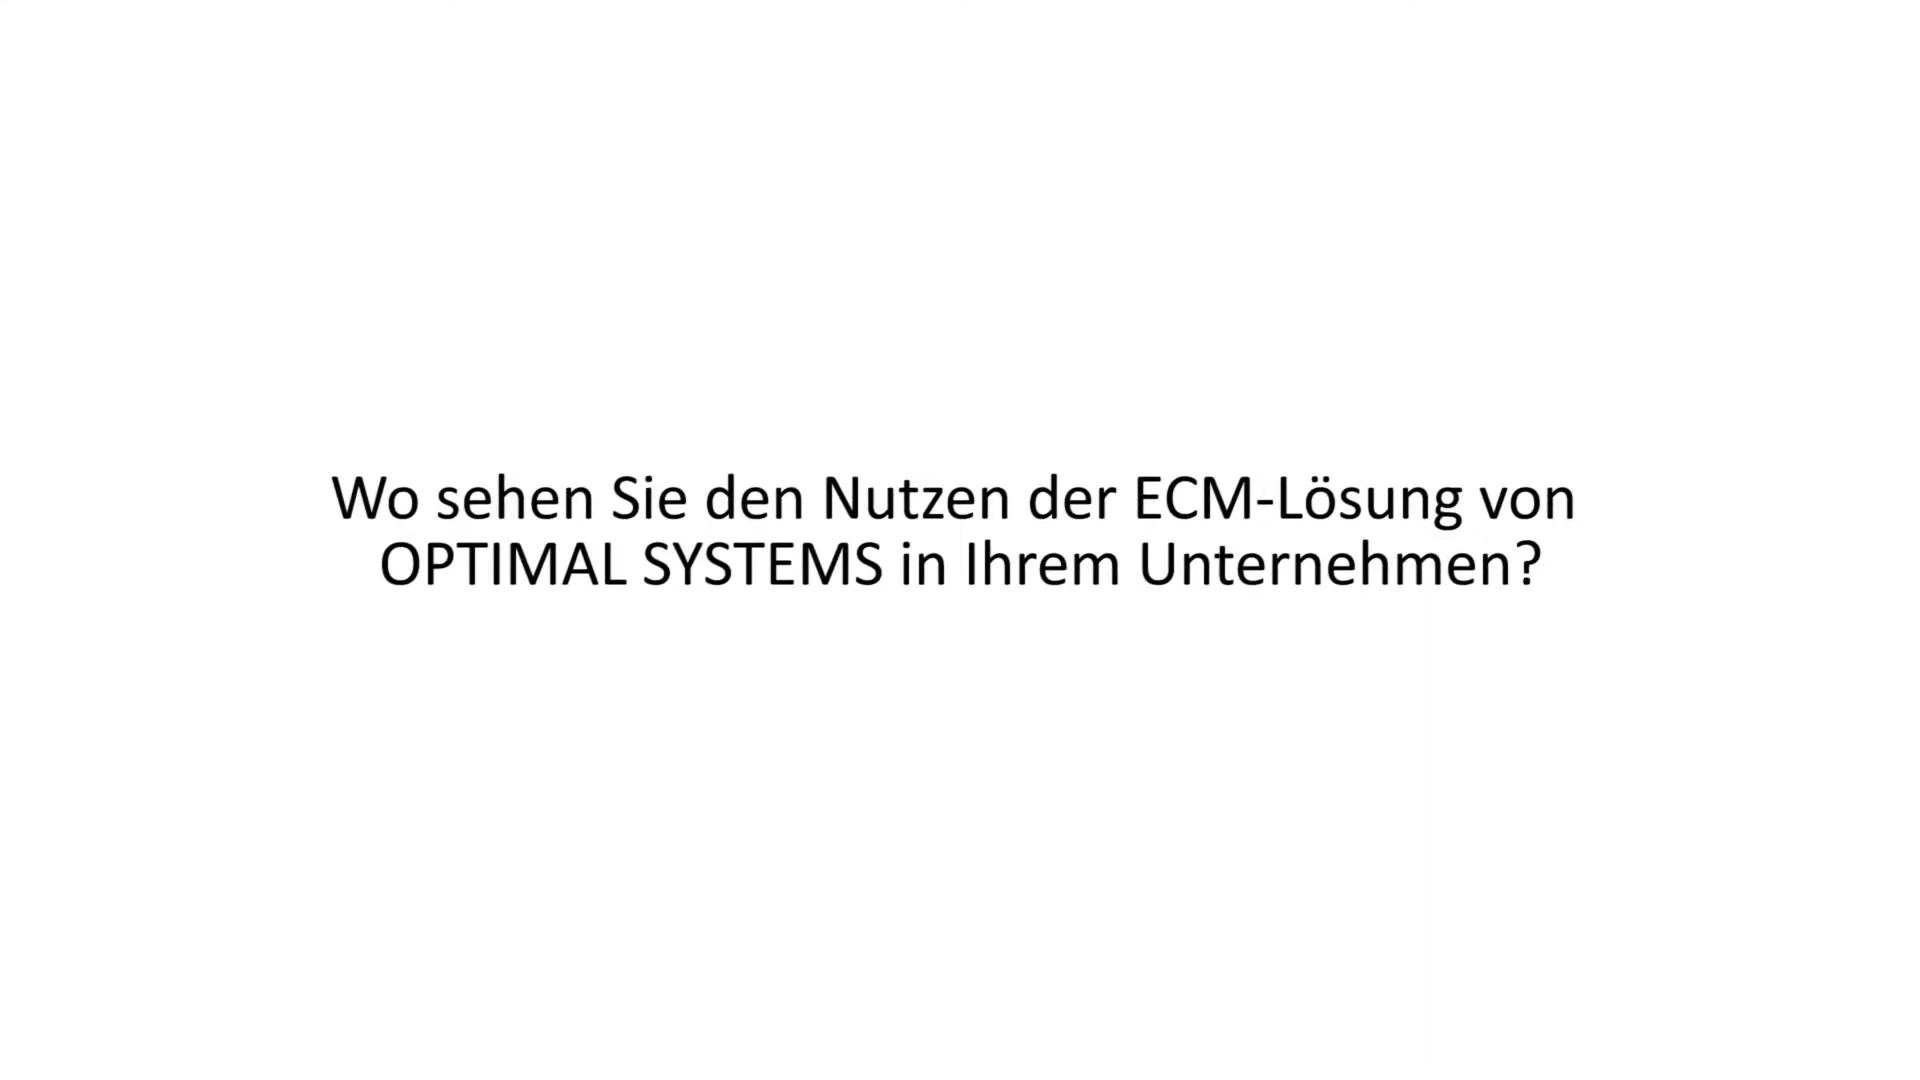 Wo sehen Sie den Nutzen der ECM-Lösung von
OPTIMAL SYSTEMS in Ihrem Unternehmen?